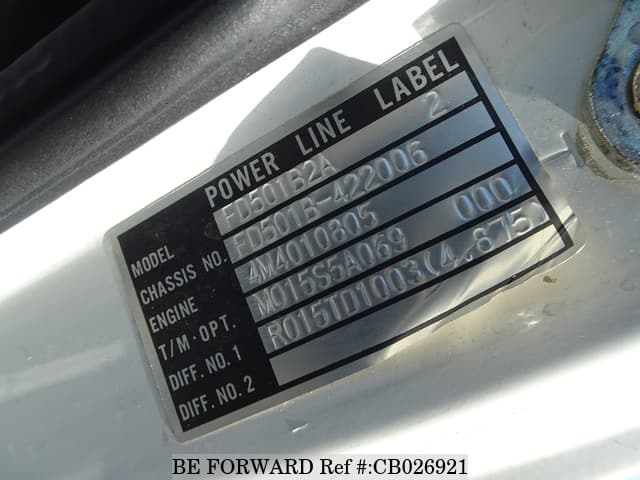 POWER LINE LABEL
MODEL FD501B2A 2
CHASSIS NO. FD501B-422006
ENGINE 4M4010805
T/M·OPT. M015S5A069 000
DIFF. NO. 1 R015TD1003(4.875)
DIFF. NO. 2
BE FORWARD Ref #:CB026921